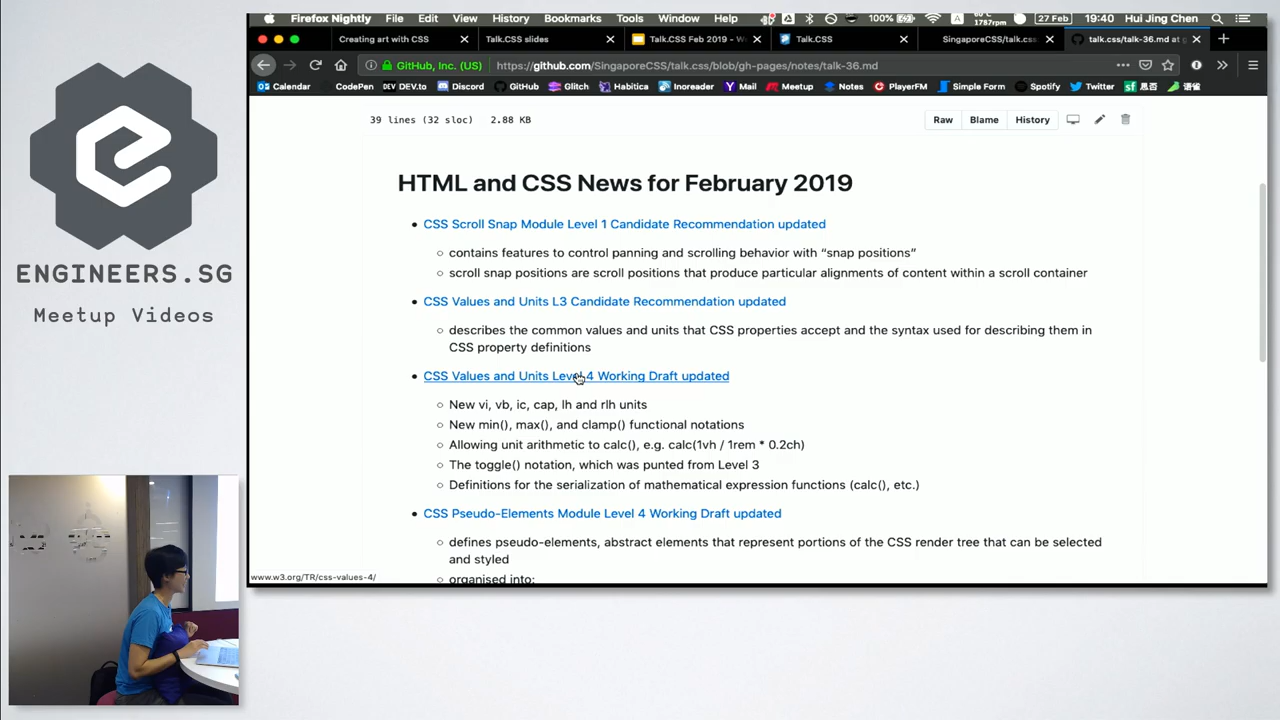 Firefox Nightly File Edit View History Bookmarks Tools Window Help 100% 1787rpm 27 Feb 19:40 Hui Jing Chen
Creating art with CSS
Talk.CSS slides
Talk.CSS Feb 2019 - W
Talk.CSS
SingaporeCSS/talk.css:
talk.css/talk-36.md at g
GitHub, Inc. (US) https://github.com/SingaporeCSS/talk.css/blob/gh-pages/notes/talk-36.md
Calendar CodePen DEV.to Discord GitHub Glitch Habitica Inoreader Mail Meetup Notes PlayerFM Simple Form Spotify Twitter 思否 语雀
39 lines (32 sloc) 2.88 KB
Raw Blame History
HTML and CSS News for February 2019
• CSS Scroll Snap Module Level 1 Candidate Recommendation updated
○ contains features to control panning and scrolling behavior with “snap positions”
○ scroll snap positions are scroll positions that produce particular alignments of content within a scroll container
• CSS Values and Units L3 Candidate Recommendation updated
○ describes the common values and units that CSS properties accept and the syntax used for describing them in
CSS property definitions
• CSS Values and Units Level 4 Working Draft updated
○ New vi, vb, ic, cap, lh and rlh units
○ New min(), max(), and clamp() functional notations
○ Allowing unit arithmetic to calc(), e.g. calc(1vh / 1rem * 0.2ch)
○ The toggle() notation, which was punted from Level 3
○ Definitions for the serialization of mathematical expression functions (calc(), etc.)
• CSS Pseudo-Elements Module Level 4 Working Draft updated
○ defines pseudo-elements, abstract elements that represent portions of the CSS render tree that can be selected
and styled
○ organised into:
www.w3.org/TR/css-values-4/
ENGINEERS.SG
Meetup Videos